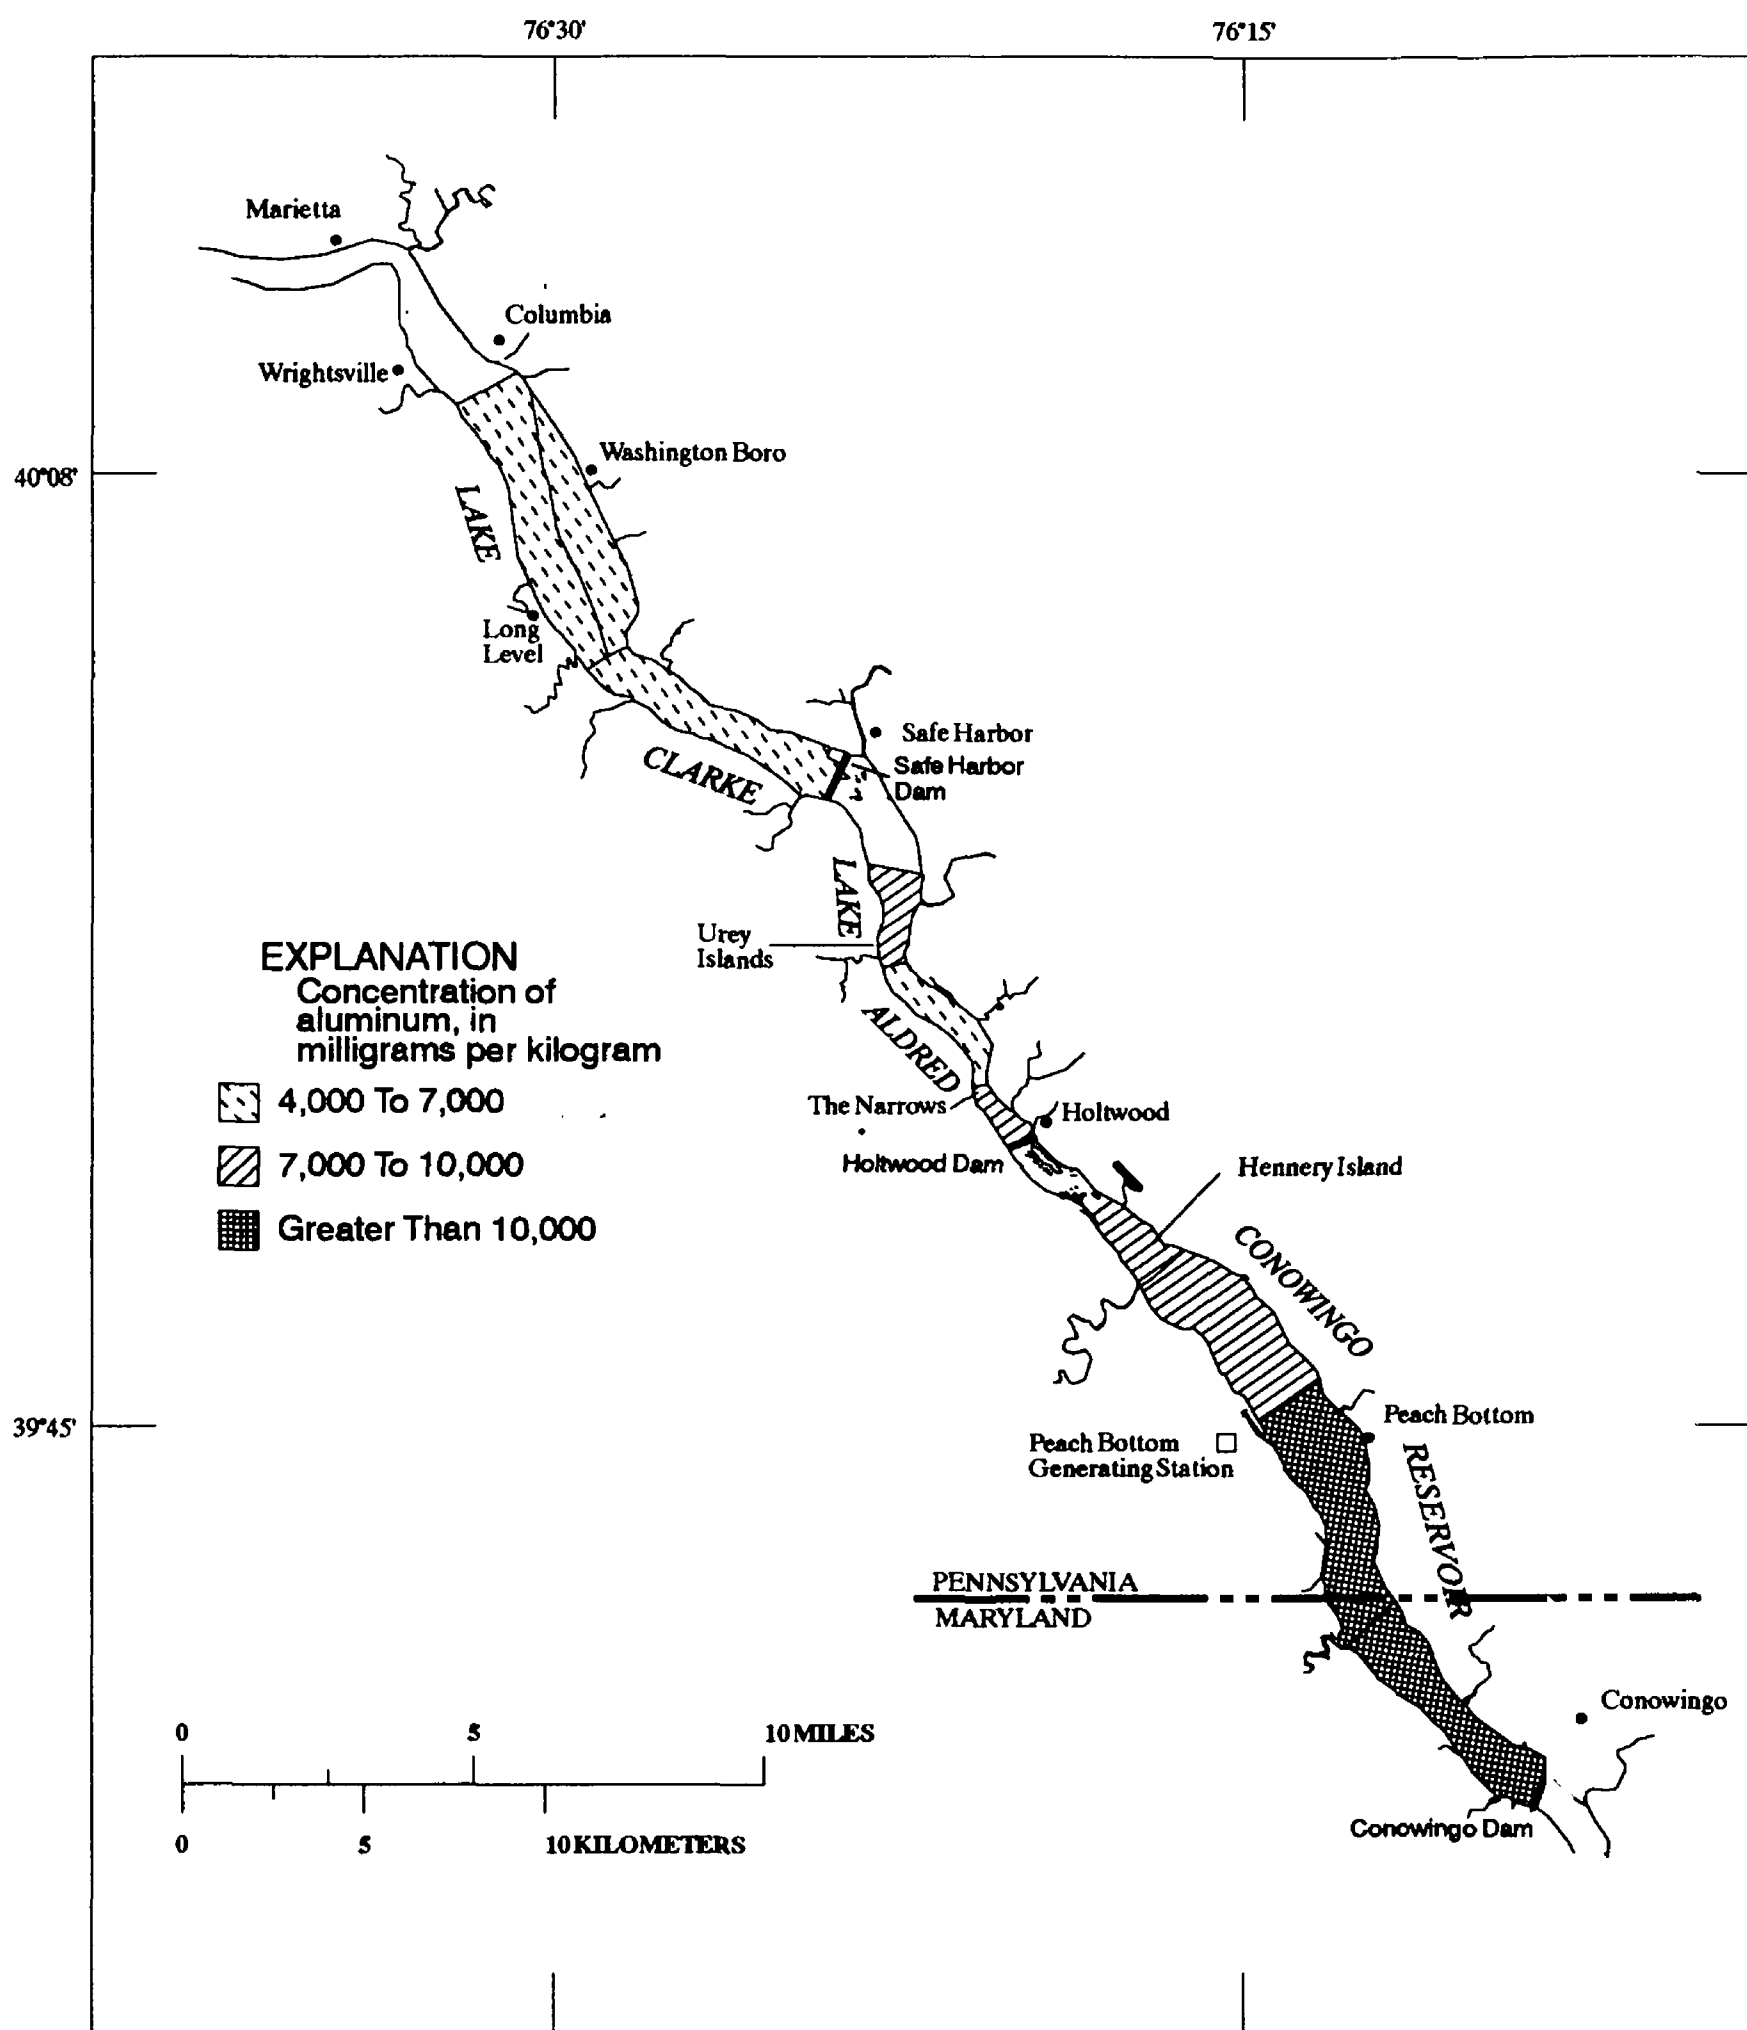 76°30'
76°15'
Marietta
Columbia
Wrightsville
Washington Boro
40°08'
LAKE
Long
Level
Safe Harbor
Safe Harbor
Dam
CLARKE
LAKE
Urey
Islands
EXPLANATION
Concentration of
aluminum, in
milligrams per kilogram
4,000 To 7,000
7,000 To 10,000
Greater Than 10,000
ALDRED
The Narrows
Holtwood
Holtwood Dam
Hennery Island
CONOWINGO
39°45'
Peach Bottom
Peach Bottom
Generating Station
RESERVOIR
PENNSYLVANIA
MARYLAND
Conowingo
0 5 10 MILES
0 5 10 KILOMETERS
Conowingo Dam